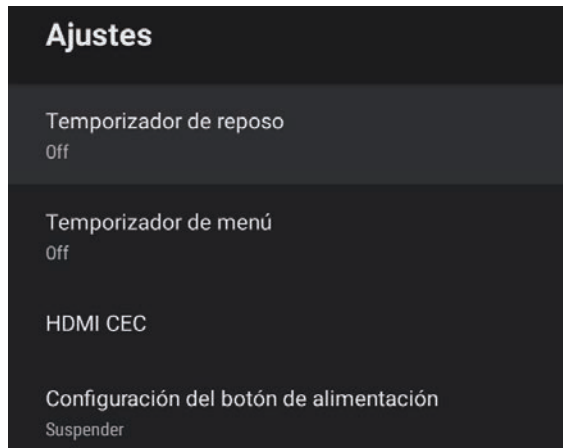 Ajustes
Temporizador de reposo
Off
Temporizador de menú
Off
HDMI CEC
Configuración del botón de alimentación
Suspender